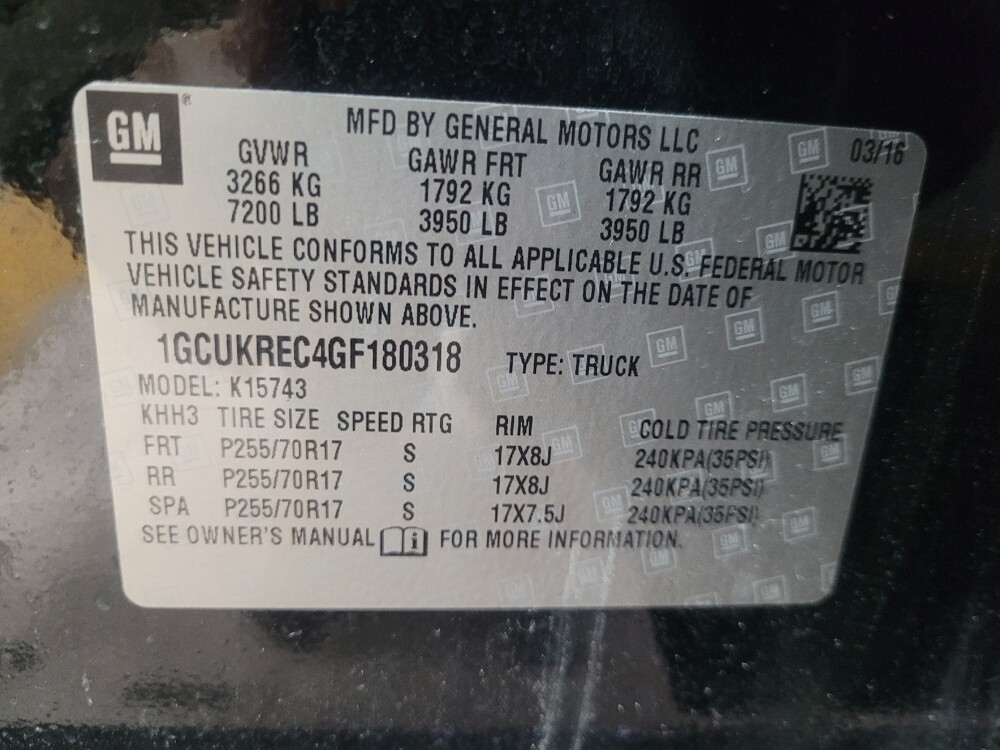 GM
MFD BY GENERAL MOTORS LLC
03/16
GVWR GAWR FRT GAWR RR
3266 KG 1792 KG 1792 KG
7200 LB 3950 LB 3950 LB
THIS VEHICLE CONFORMS TO ALL APPLICABLE U.S. FEDERAL MOTOR
VEHICLE SAFETY STANDARDS IN EFFECT ON THE DATE OF
MANUFACTURE SHOWN ABOVE.
1GCUKREC4GF180318 TYPE: TRUCK
MODEL: K15743
KHH3 TIRE SIZE SPEED RTG RIM COLD TIRE PRESSURE
FRT P255/70R17 S 17X8J 240KPA(35PSI)
RR P255/70R17 S 17X8J 240KPA(35PSI)
SPA P255/70R17 S 17X7.5J 240KPA(35PSI)
SEE OWNER'S MANUAL i FOR MORE INFORMATION.